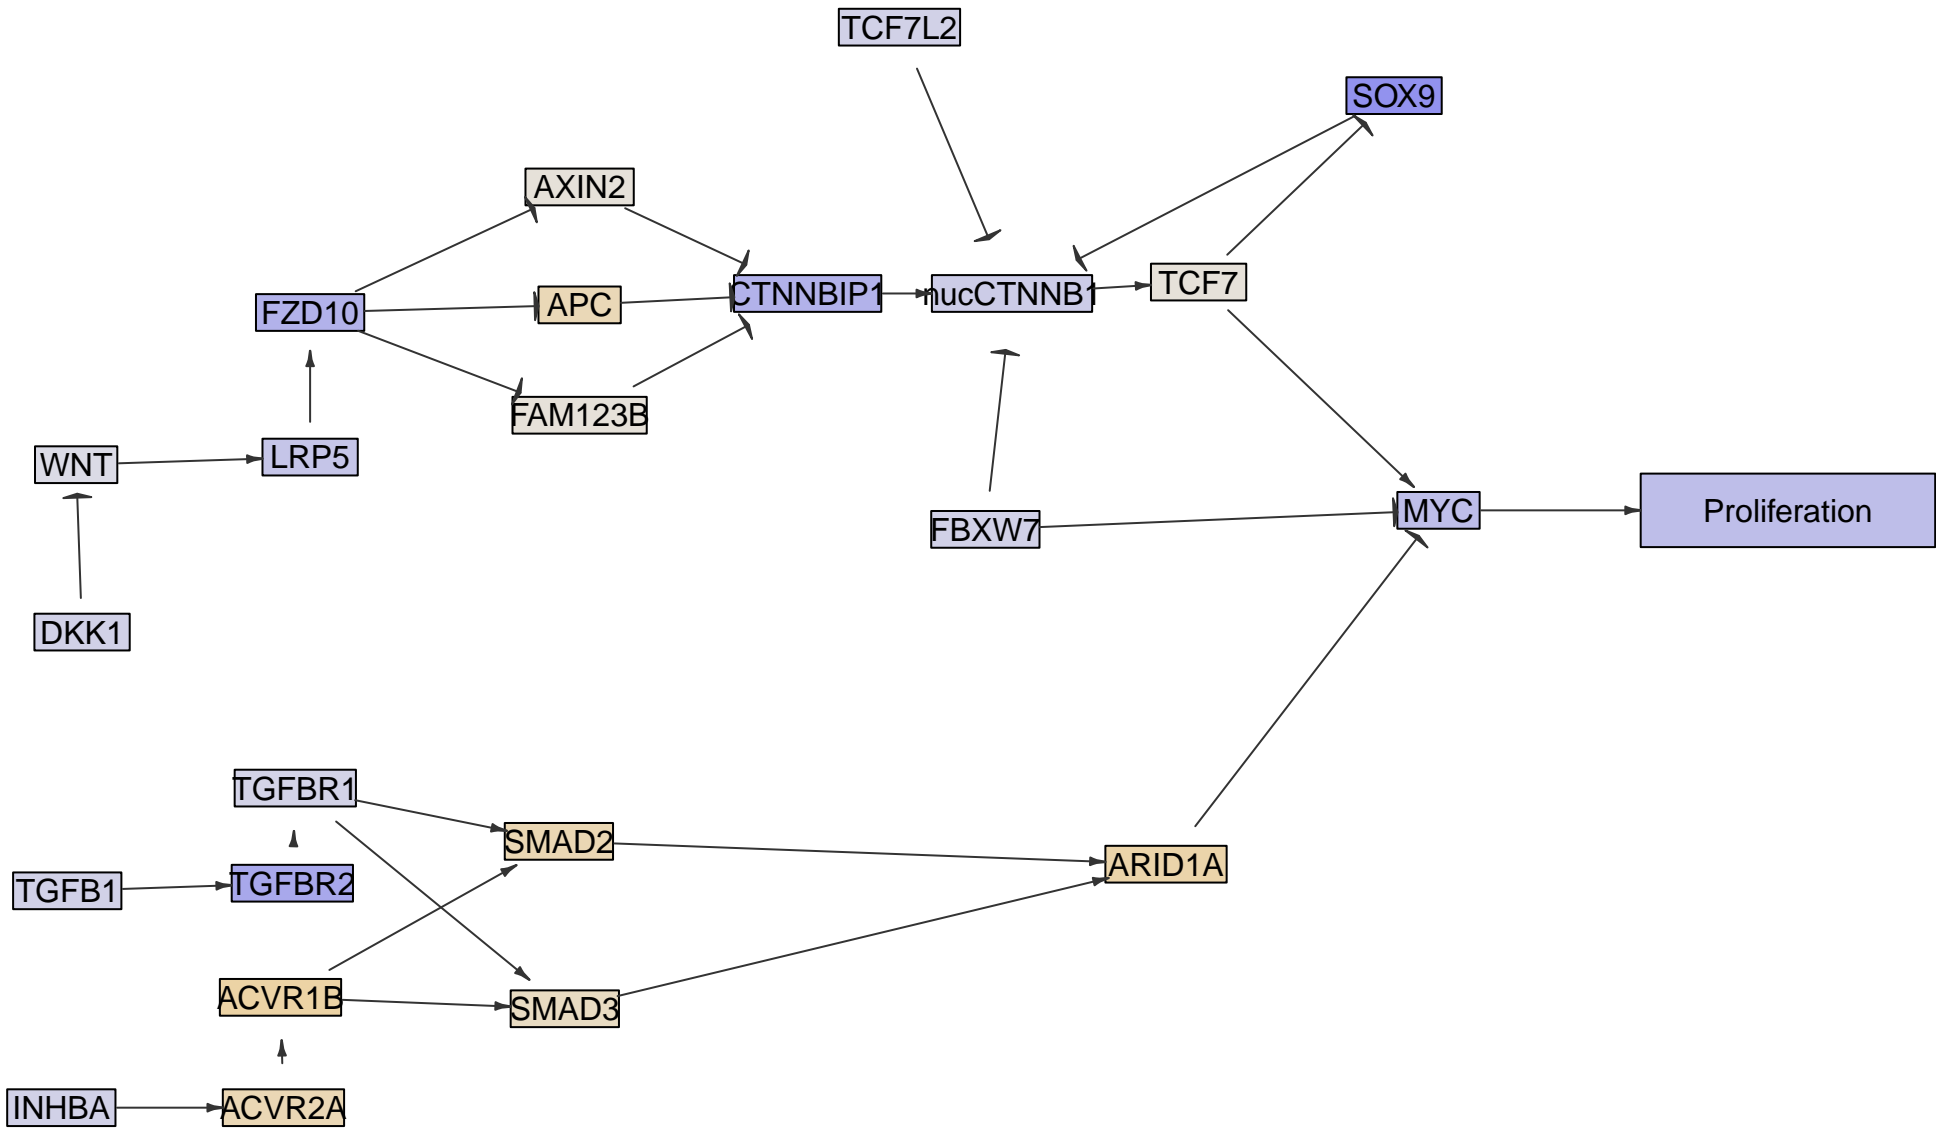 TCF7L2
SOX9
AXIN2
TCF7
CTNNBIP1
nucCTNNB1
APC
FZD10
FAM123B
LRP5
WNT
MYC
Proliferation
FBXW7
DKK1
TGFBR1
SMAD2
ARID1A
TGFBR2
TGFB1
ACVR1B
SMAD3
INHBA
ACVR2A